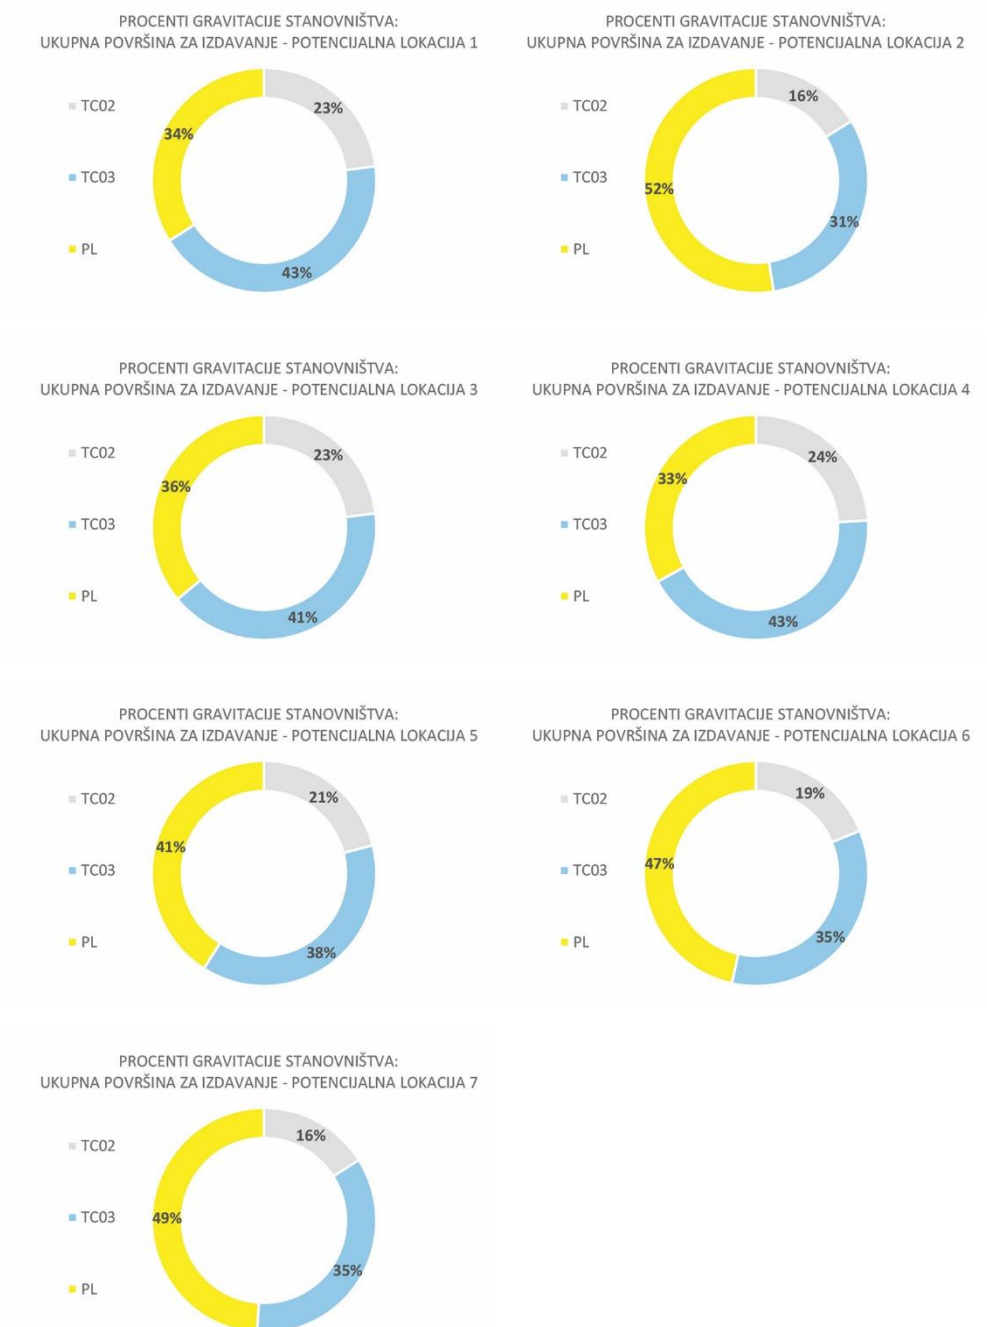 PROCENTI GRAVITACIJE STANOVNIŠTVA:
UKUPNA POVRŠINA ZA IZDAVANJE - POTENCIJALNA LOKACIJA 1
TC02
TC03
PL
23%
34%
43%
PROCENTI GRAVITACIJE STANOVNIŠTVA:
UKUPNA POVRŠINA ZA IZDAVANJE - POTENCIJALNA LOKACIJA 2
TC02
TC03
PL
16%
52%
31%
PROCENTI GRAVITACIJE STANOVNIŠTVA:
UKUPNA POVRŠINA ZA IZDAVANJE - POTENCIJALNA LOKACIJA 3
TC02
TC03
PL
23%
36%
41%
PROCENTI GRAVITACIJE STANOVNIŠTVA:
UKUPNA POVRŠINA ZA IZDAVANJE - POTENCIJALNA LOKACIJA 4
TC02
TC03
PL
24%
33%
43%
PROCENTI GRAVITACIJE STANOVNIŠTVA:
UKUPNA POVRŠINA ZA IZDAVANJE - POTENCIJALNA LOKACIJA 5
TC02
TC03
PL
21%
41%
38%
PROCENTI GRAVITACIJE STANOVNIŠTVA:
UKUPNA POVRŠINA ZA IZDAVANJE - POTENCIJALNA LOKACIJA 6
TC02
TC03
PL
19%
47%
35%
PROCENTI GRAVITACIJE STANOVNIŠTVA:
UKUPNA POVRŠINA ZA IZDAVANJE - POTENCIJALNA LOKACIJA 7
TC02
TC03
PL
16%
49%
35%